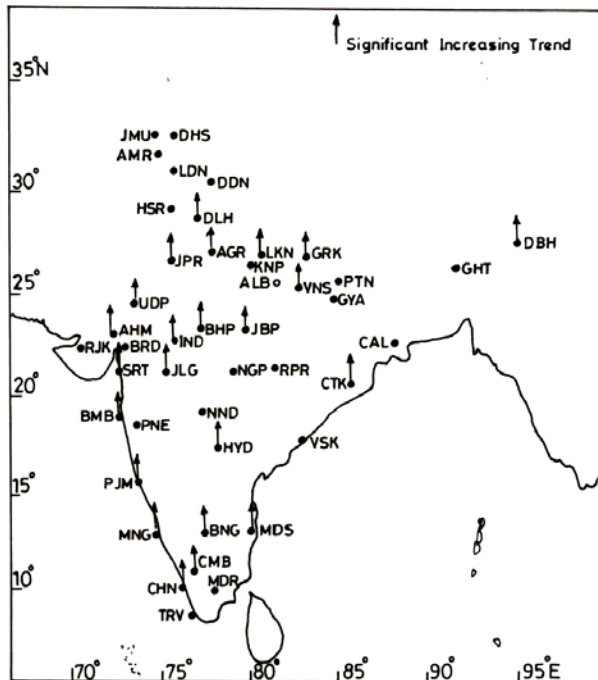 Significant Increasing Trend
35°N
JMU DHS
AMR
LDN
30°
DDN
HSR
DLH
DBH
AGR LKN GRK
JPR
KNP
GHT
25°
ALB VNS PTN
GYA
UDP
AHM BHP JBP
IND
RJK BRD
CAL
SRT JLG NGP RPR
20°
CTK
BMB
PNE NND
HYD VSK
15°
PJM
MNG BNG MDS
10°
CMB
CHN MDR
TRV
70° 75° 80° 85° 90° 95°E